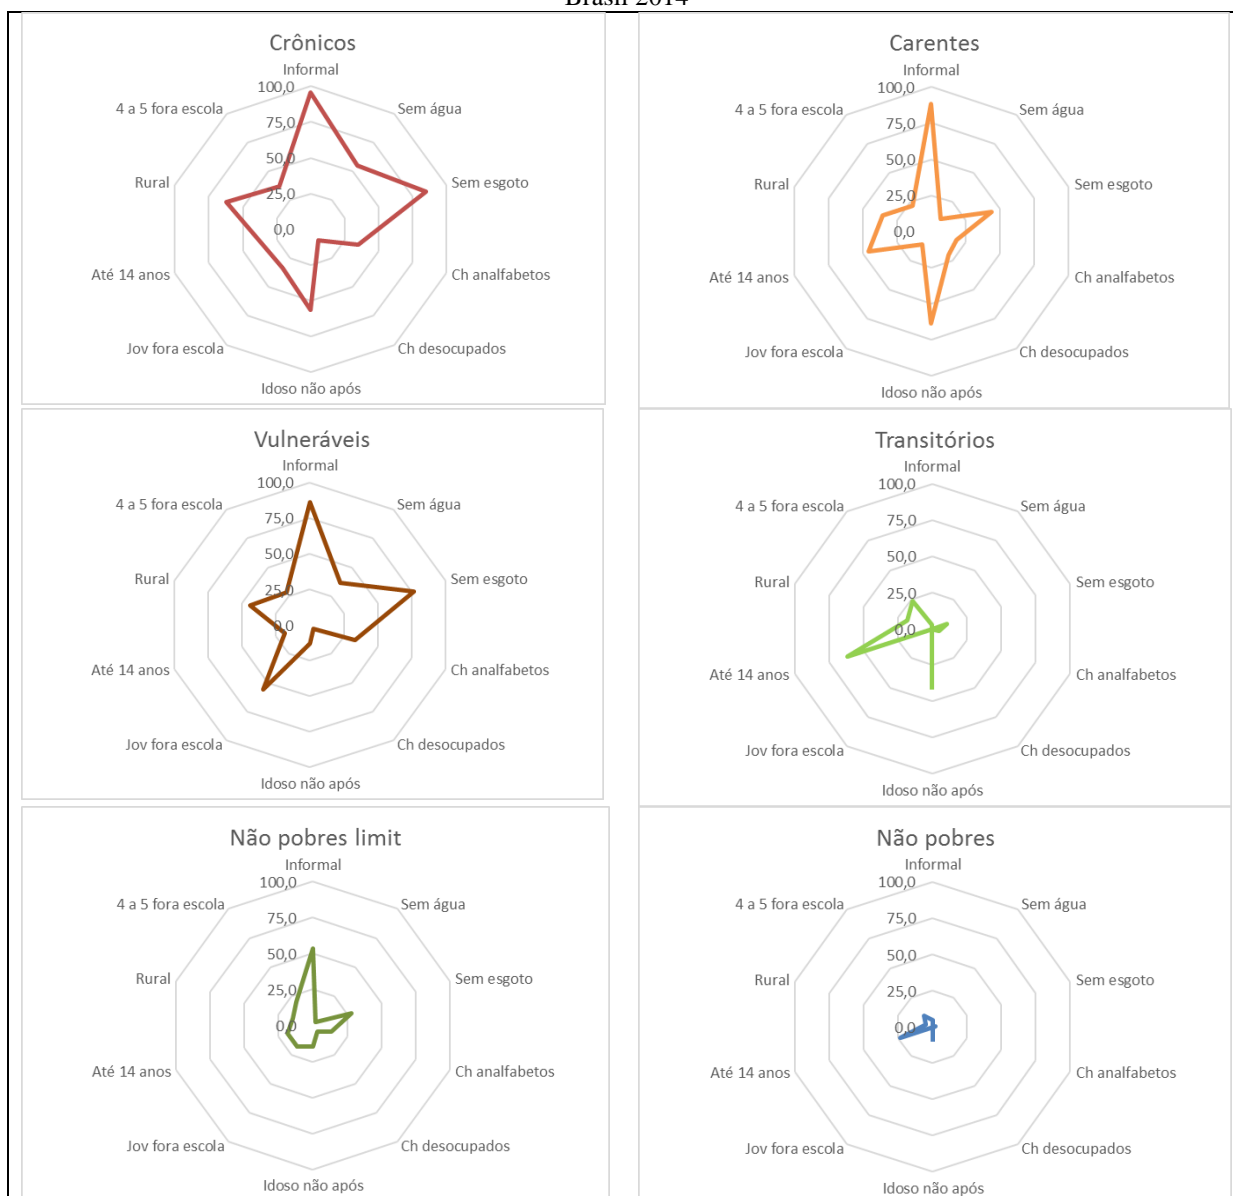 Brasil 2014
Crônicos
Informal
100,0
4 a 5 fora escola
Sem água
75,0
50,0
Rural
Sem esgoto
25,0
0,0
Até 14 anos
Ch analfabetos
Jov fora escola
Ch desocupados
Idoso não após
Carentes
Informal
100,0
4 a 5 fora escola
Sem água
75,0
50,0
Rural
Sem esgoto
25,0
0,0
Até 14 anos
Ch analfabetos
Jov fora escola
Ch desocupados
Idoso não após
Vulneráveis
Informal
100,0
4 a 5 fora escola
Sem água
75,0
50,0
Rural
Sem esgoto
25,0
0,0
Até 14 anos
Ch analfabetos
Jov fora escola
Ch desocupados
Idoso não após
Transitórios
Informal
100,0
4 a 5 fora escola
Sem água
75,0
50,0
Rural
Sem esgoto
25,0
0,0
Até 14 anos
Ch analfabetos
Jov fora escola
Ch desocupados
Idoso não após
Não pobres limit
Informal
100,0
4 a 5 fora escola
Sem água
75,0
50,0
Rural
Sem esgoto
25,0
0,0
Até 14 anos
Ch analfabetos
Jov fora escola
Ch desocupados
Idoso não após
Não pobres
Informal
100,0
4 a 5 fora escola
Sem água
75,0
50,0
Rural
Sem esgoto
25,0
0,0
Até 14 anos
Ch analfabetos
Jov fora escola
Ch desocupados
Idoso não após